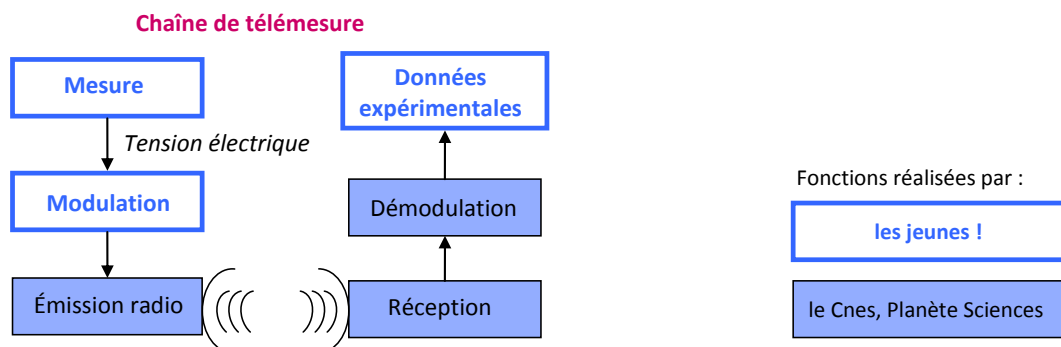 Chaîne de télémesure
Mesure
Tension électrique
Modulation
Émission radio
Données
expérimentales
Démodulation
Réception
Fonctions réalisées par :
les jeunes !
le Cnes, Planète Sciences